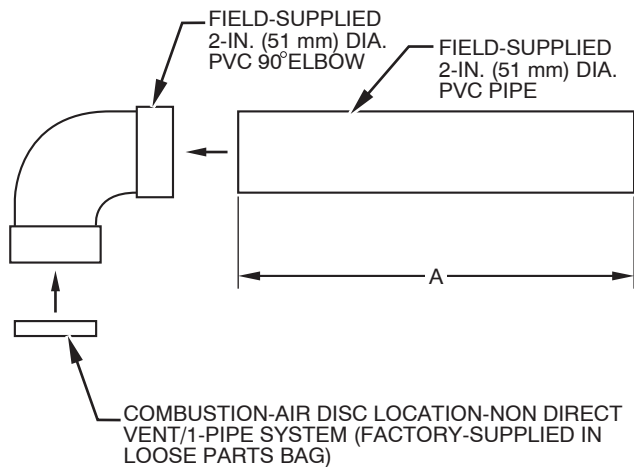 FIELD-SUPPLIED
2-IN. (51 mm) DIA.
PVC 90°ELBOW
FIELD-SUPPLIED
2-IN. (51 mm) DIA.
PVC PIPE
A
COMBUSTION-AIR DISC LOCATION-NON DIRECT
VENT/1-PIPE SYSTEM (FACTORY-SUPPLIED IN
LOOSE PARTS BAG)